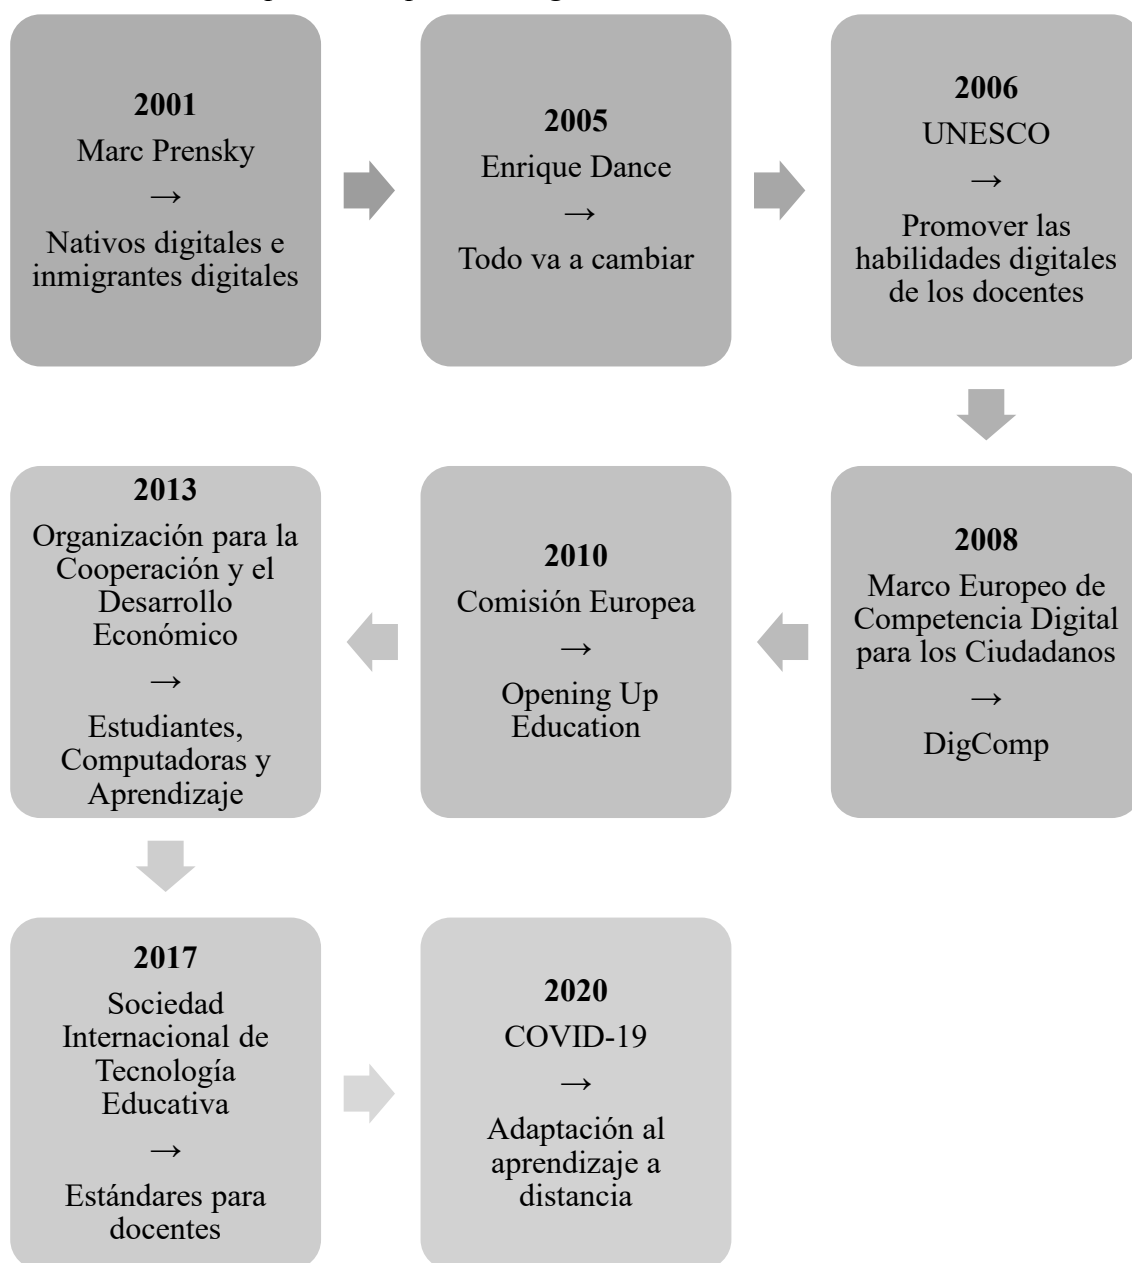 2001
Marc Prensky
→
Nativos digitales e
inmigrantes digitales
2005
Enrique Dance
→
Todo va a cambiar
2006
UNESCO
→
Promover las
habilidades digitales
de los docentes
2008
Marco Europeo de
Competencia Digital
para los Ciudadanos
→
DigComp
2010
Comisión Europea
→
Opening Up
Education
2013
Organización para la
Cooperación y el
Desarrollo
Económico
→
Estudiantes,
Computadoras y
Aprendizaje
2017
Sociedad
Internacional de
Tecnología
Educativa
→
Estándares para
docentes
2020
COVID-19
→
Adaptación al
aprendizaje a
distancia